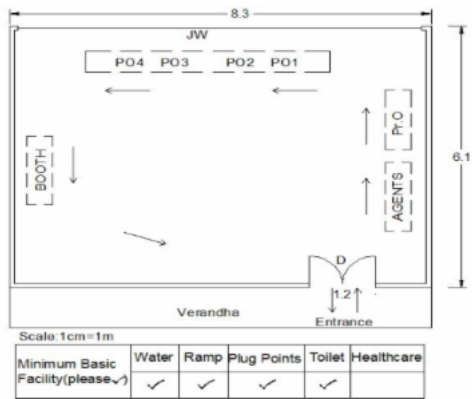 8.3
JW
PO4 PO3 PO2 PO1
Pr.O
BOOTH
AGENTS
6.1
D
1.2
Verandha
Entrance
Scale:1cm=1m
Minimum Basic Facility(please✓) Water Ramp Plug Points Toilet Healthcare
✓ ✓ ✓ ✓